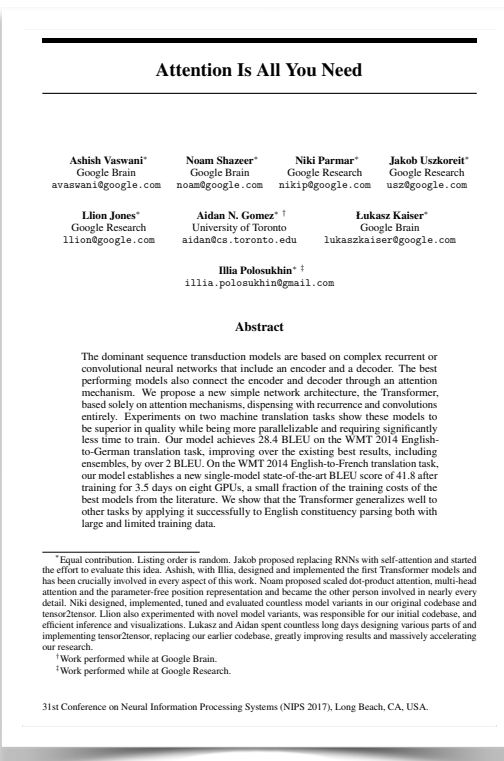 Attention Is All You Need
Ashish Vaswani* Noam Shazeer* Niki Parmar* Jakob Uszkoreit*
Google Brain Google Brain Google Research Google Research
avaswani@google.com noam@google.com nikip@google.com usz@google.com
Llion Jones* Aidan N. Gomez* † Łukasz Kaiser*
Google Research University of Toronto Google Brain
llion@google.com aidan@cs.toronto.edu lukaszkaiser@google.com
Illia Polosukhin* ‡
illia.polosukhin@gmail.com
Abstract
The dominant sequence transduction models are based on complex recurrent or
convolutional neural networks that include an encoder and a decoder. The best
performing models also connect the encoder and decoder through an attention
mechanism. We propose a new simple network architecture, the Transformer,
based solely on attention mechanisms, dispensing with recurrence and convolutions
entirely. Experiments on two machine translation tasks show these models to
be superior in quality while being more parallelizable and requiring significantly
less time to train. Our model achieves 28.4 BLEU on the WMT 2014 English-
to-German translation task, improving over the existing best results, including
ensembles, by over 2 BLEU. On the WMT 2014 English-to-French translation task,
our model establishes a new single-model state-of-the-art BLEU score of 41.8 after
training for 3.5 days on eight GPUs, a small fraction of the training costs of the
best models from the literature. We show that the Transformer generalizes well to
other tasks by applying it successfully to English constituency parsing both with
large and limited training data.
*Equal contribution. Listing order is random. Jakob proposed replacing RNNs with self-attention and started
the effort to evaluate this idea. Ashish, with Illia, designed and implemented the first Transformer models and
has been crucially involved in every aspect of this work. Noam proposed scaled dot-product attention, multi-head
attention and the parameter-free position representation and became the other person involved in nearly every
detail. Niki designed, implemented, tuned and evaluated countless model variants in our original codebase and
tensor2tensor. Llion also experimented with novel model variants, was responsible for our initial codebase, and
efficient inference and visualizations. Lukasz and Aidan spent countless long days designing various parts of and
implementing tensor2tensor, replacing our earlier codebase, greatly improving results and massively accelerating
our research.
†Work performed while at Google Brain.
‡Work performed while at Google Research.
31st Conference on Neural Information Processing Systems (NIPS 2017), Long Beach, CA, USA.